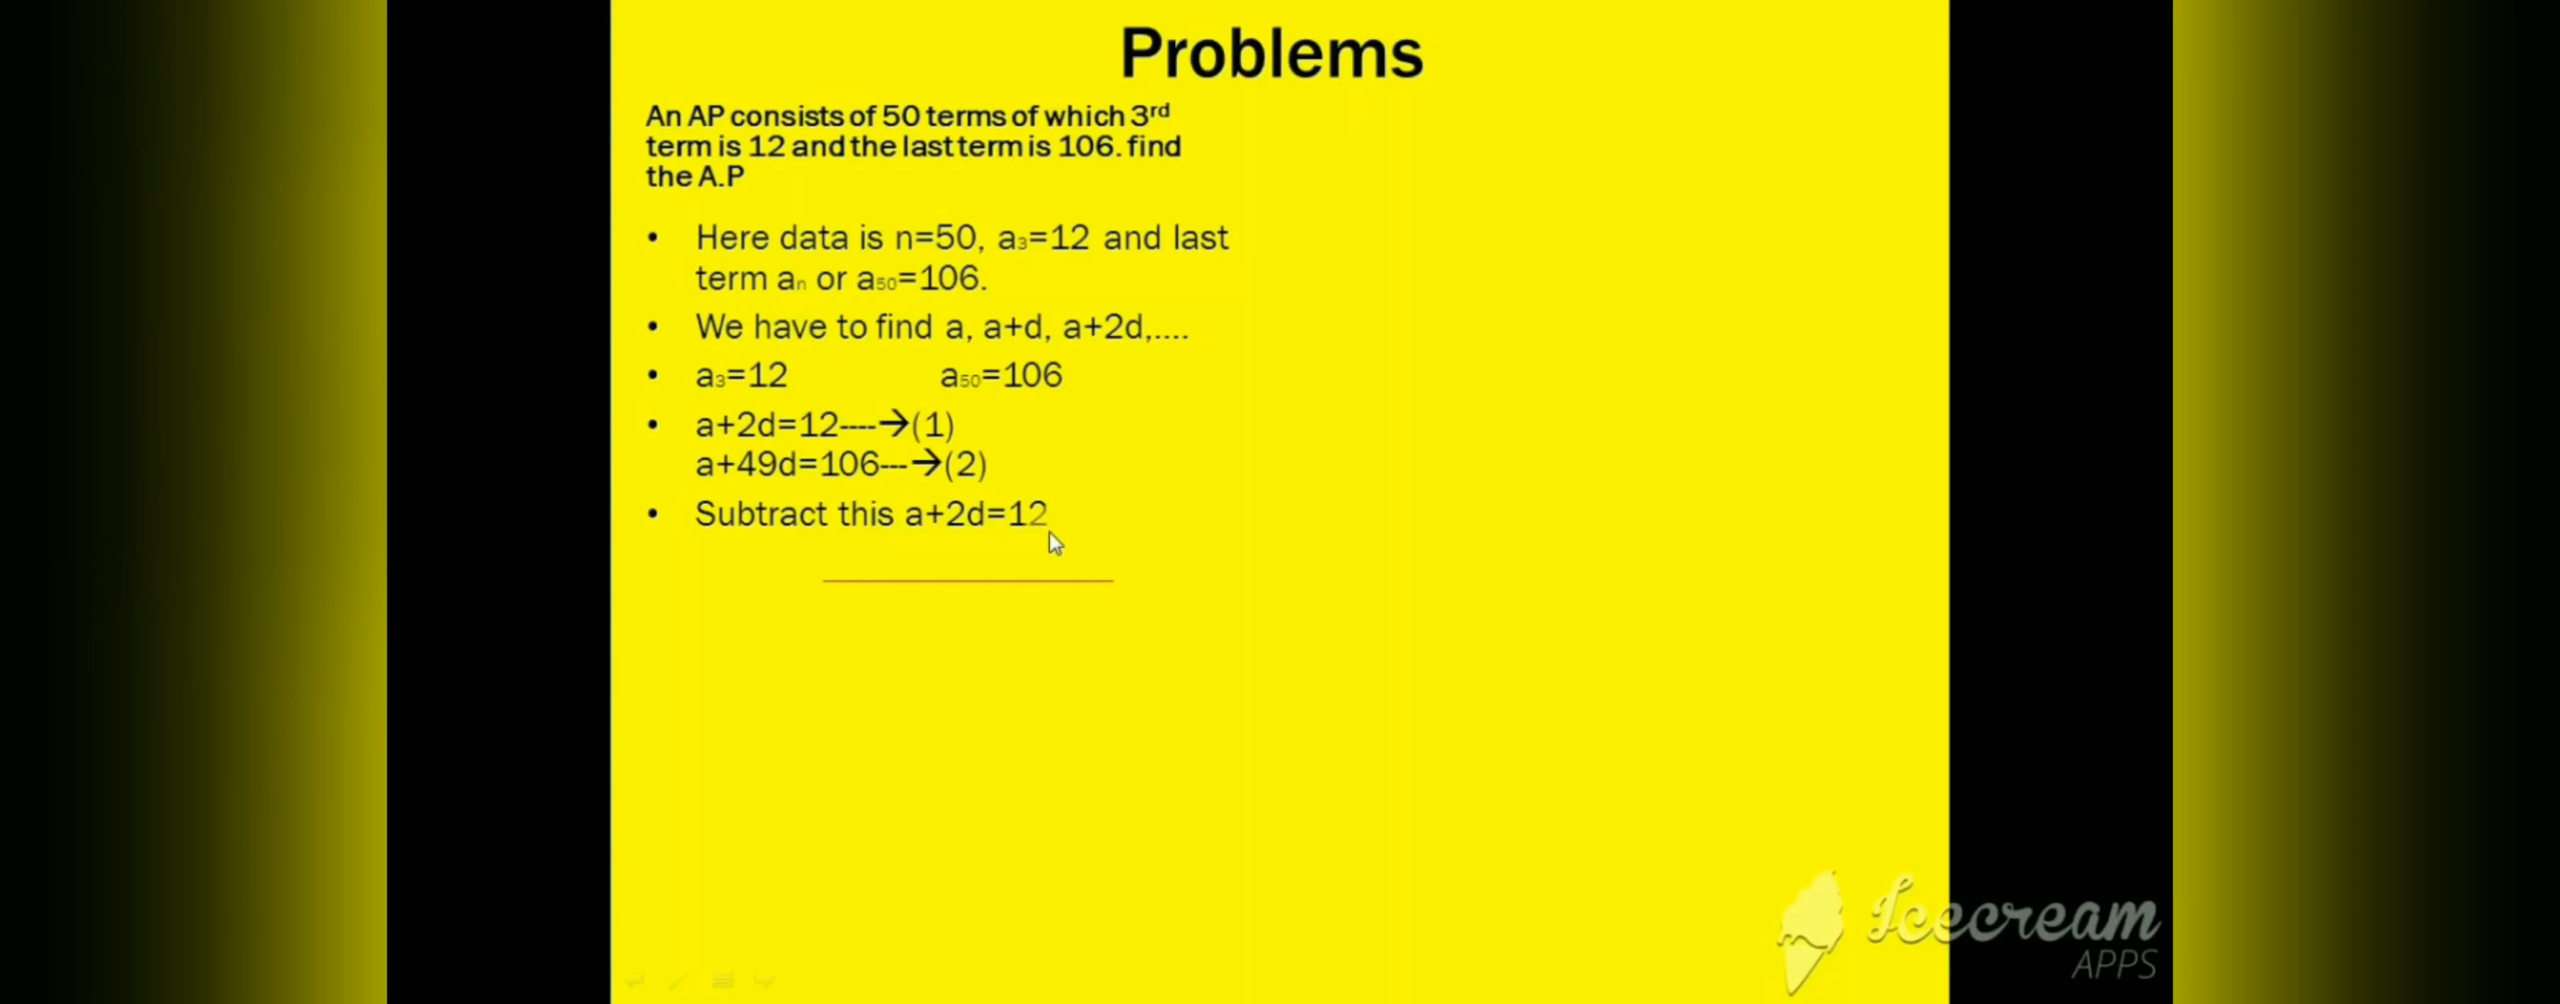 Problems
An AP consists of 50 terms of which 3rd
term is 12 and the last term is 106. find
the A.P
• Here data is n=50, a₃=12 and last
term aₙ or a₅₀=106.
• We have to find a, a+d, a+2d,....
• a₃=12 a₅₀=106
• a+2d=12----→(1)
a+49d=106---→(2)
• Subtract this a+2d=12
Icecream
APPS